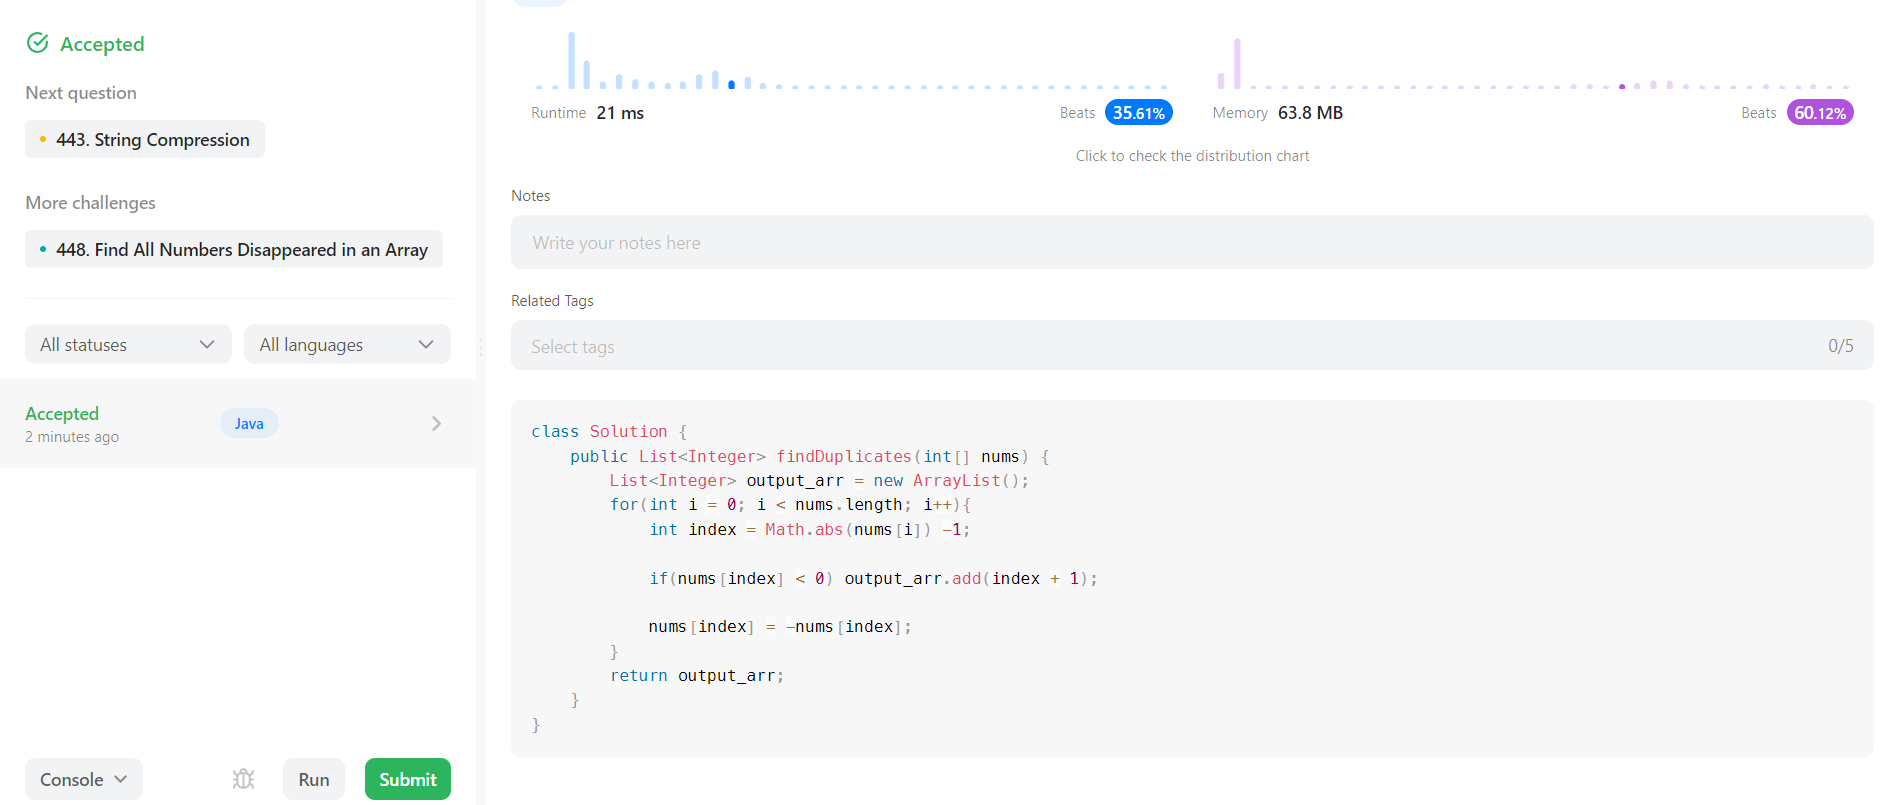 Accepted
Next question
443. String Compression
More challenges
448. Find All Numbers Disappeared in an Array
All statuses
All languages
Accepted
2 minutes ago
Java
Console
Run
Submit
Runtime 21 ms
Beats 35.61%
Memory 63.8 MB
Beats 60.12%
Click to check the distribution chart
Notes
Write your notes here
Related Tags
Select tags
0/5
class Solution {
    public List<Integer> findDuplicates(int[] nums) {
        List<Integer> output_arr = new ArrayList();
        for(int i = 0; i < nums.length; i++){
            int index = Math.abs(nums[i]) -1;
            if(nums[index] < 0) output_arr.add(index + 1);
            nums[index] = -nums[index];
        }
        return output_arr;
    }
}